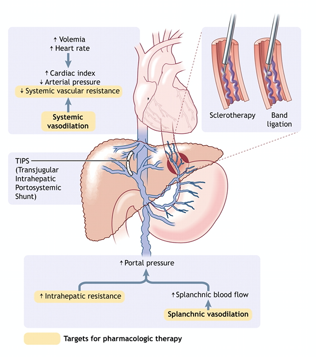 ↑ Volemia
↑ Heart rate
↑ Cardiac index
↓ Arterial pressure
↓ Systemic vascular resistance
Systemic
vasodilation
Sclerotherapy
Band
ligation
TIPS
(Transjugular
Intrahepatic
Portosystemic
Shunt)
↑ Portal pressure
↑ Intrahepatic resistance
↑ Splanchnic blood flow
Splanchnic vasodilation
Targets for pharmacologic therapy